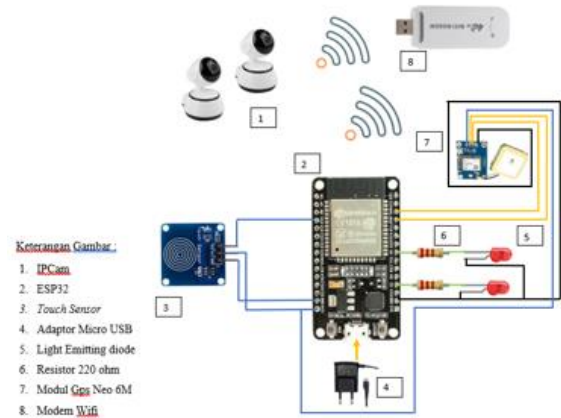 1
8
7
2
6
5
3
4
Keterangan Gambar :
1. IPCam
2. ESP32
3. Touch Sensor
4. Adaptor Micro USB
5. Light Emitting diode
6. Resistor 220 ohm
7. Modul Gps Neo 6M
8. Modem Wifi